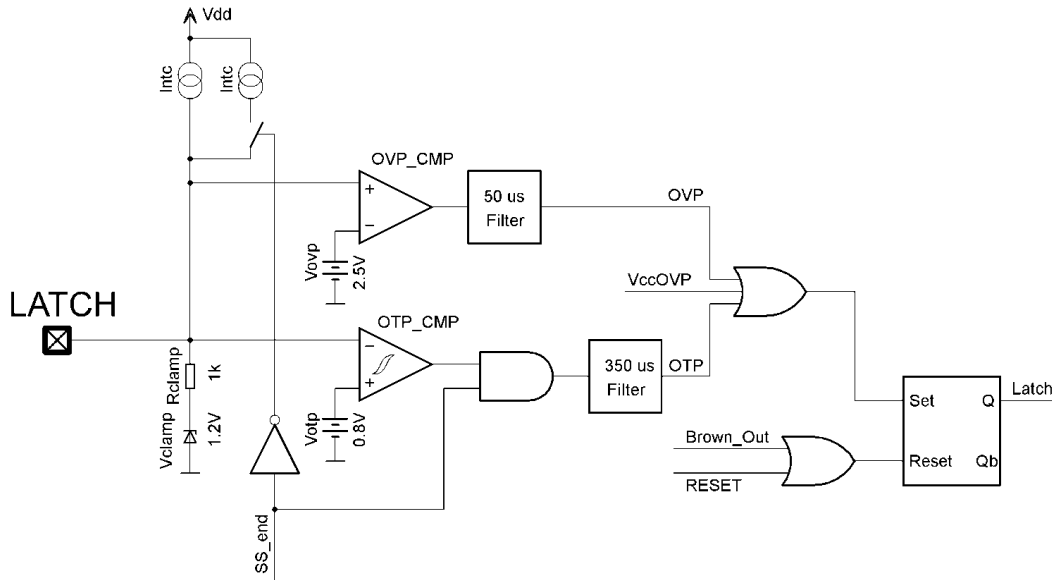 Vdd
Intc
Intc
OVP_CMP
+
−
50 us
Filter
OVP
Vovp
2.5V
VccOVP
LATCH
OTP_CMP
−
+
350 us
Filter
OTP
Rclamp
1k
Vclamp
1.2V
Votp
0.8V
Set
Q
Latch
Brown_Out
Reset
Qb
RESET
SS_end